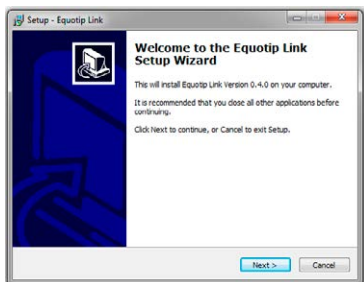 Setup - Equotip Link
Welcome to the Equotip Link
Setup Wizard
This will install Equotip Link Version 0.4.0 on your computer.
It is recommended that you close all other applications before
continuing.
Click Next to continue, or Cancel to exit Setup.
Next >
Cancel